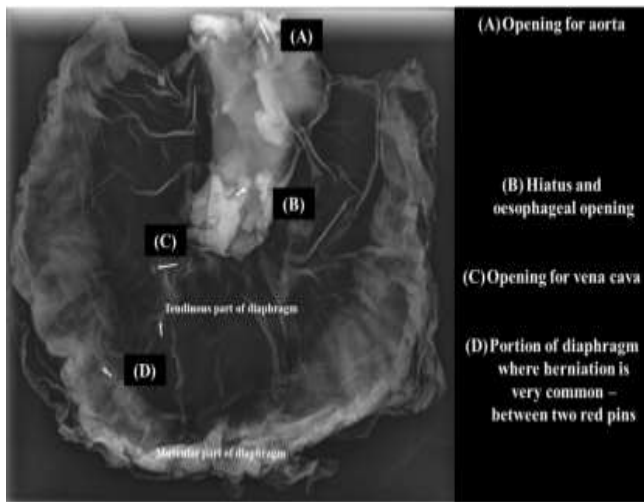 (A)
(A) Opening for aorta
(B)
(B) Hiatus and
oesophageal opening
(C)
(C) Opening for vena cava
Tendinous part of diaphragm
(D)
(D) Portion of diaphragm
where herniation is
very common –
between two red pins
Muscular part of diaphragm